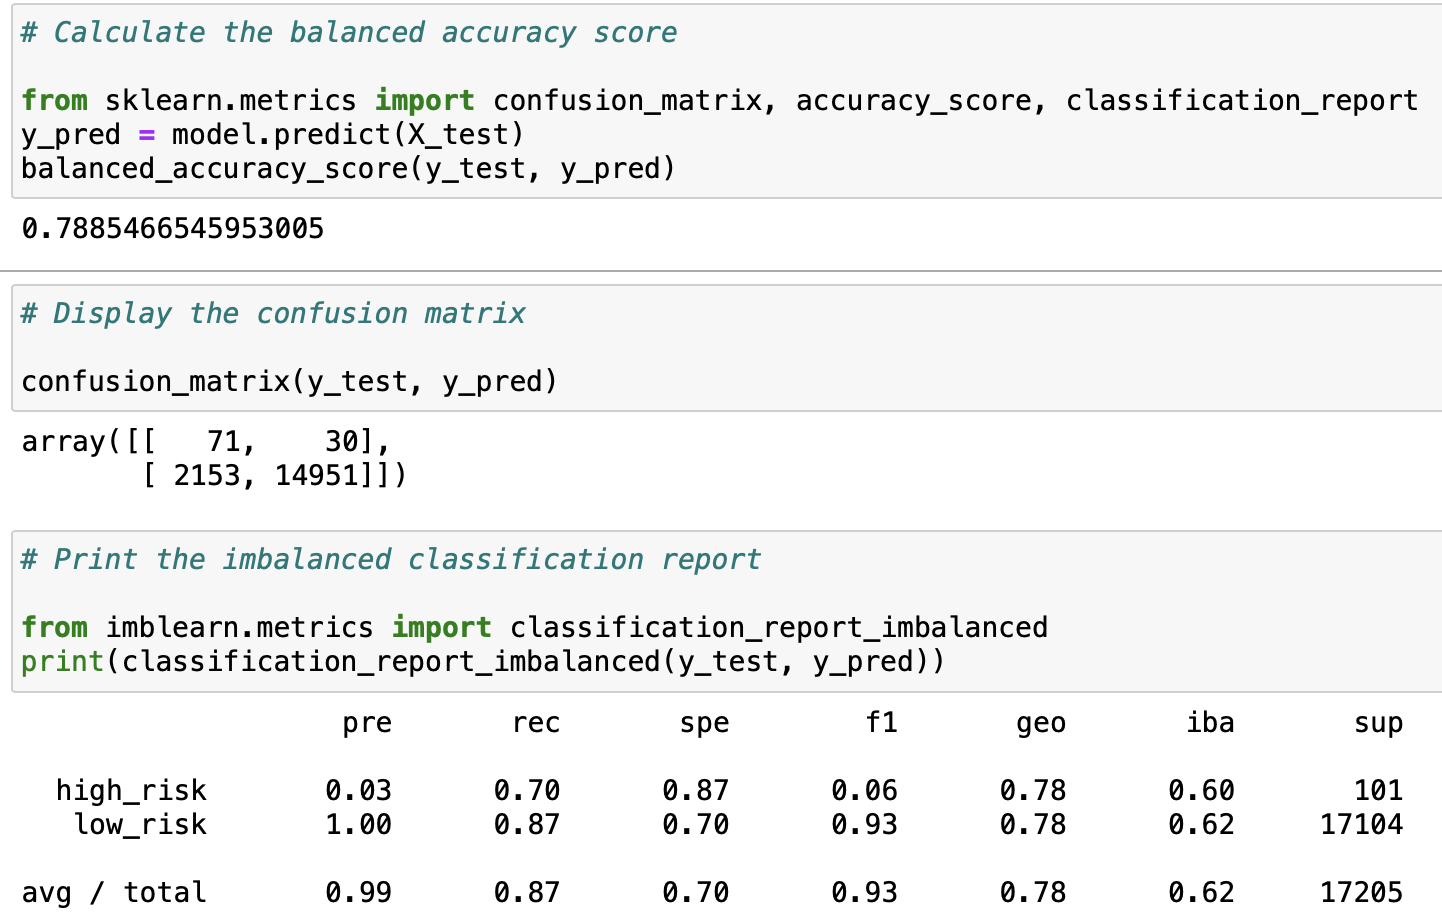 # Calculate the balanced accuracy score
from sklearn.metrics import confusion_matrix, accuracy_score, classification_report
y_pred = model.predict(X_test)
balanced_accuracy_score(y_test, y_pred)
0.7885466545953005
# Display the confusion matrix
confusion_matrix(y_test, y_pred)
array([[   71,    30],
       [ 2153, 14951]])
# Print the imbalanced classification report
from imblearn.metrics import classification_report_imbalanced
print(classification_report_imbalanced(y_test, y_pred))
                   pre       rec       spe        f1       geo       iba       sup
  high_risk       0.03      0.70      0.87      0.06      0.78      0.60       101
   low_risk       1.00      0.87      0.70      0.93      0.78      0.62     17104
avg / total       0.99      0.87      0.70      0.93      0.78      0.62     17205